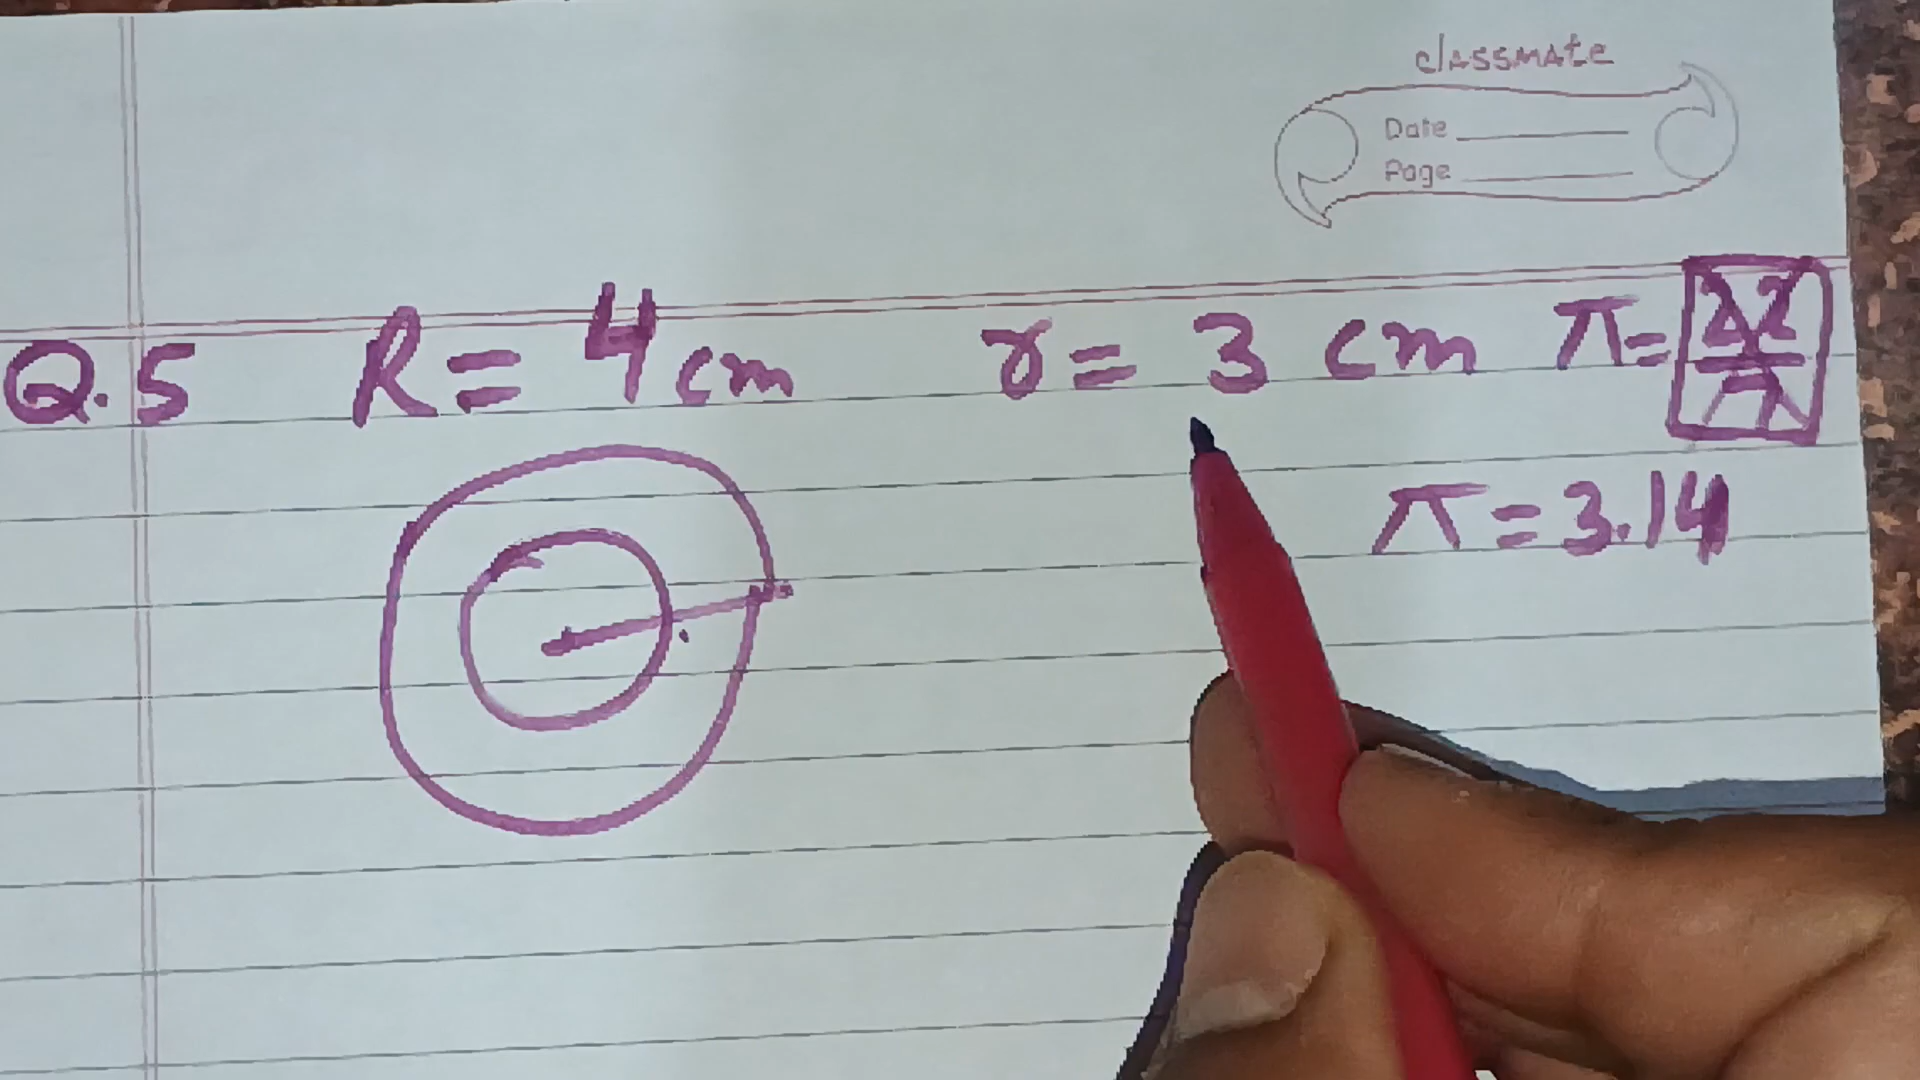 classmate
Date
Page
Q.5 R = 4 cm r = 3 cm π = 22/7
π = 3.14